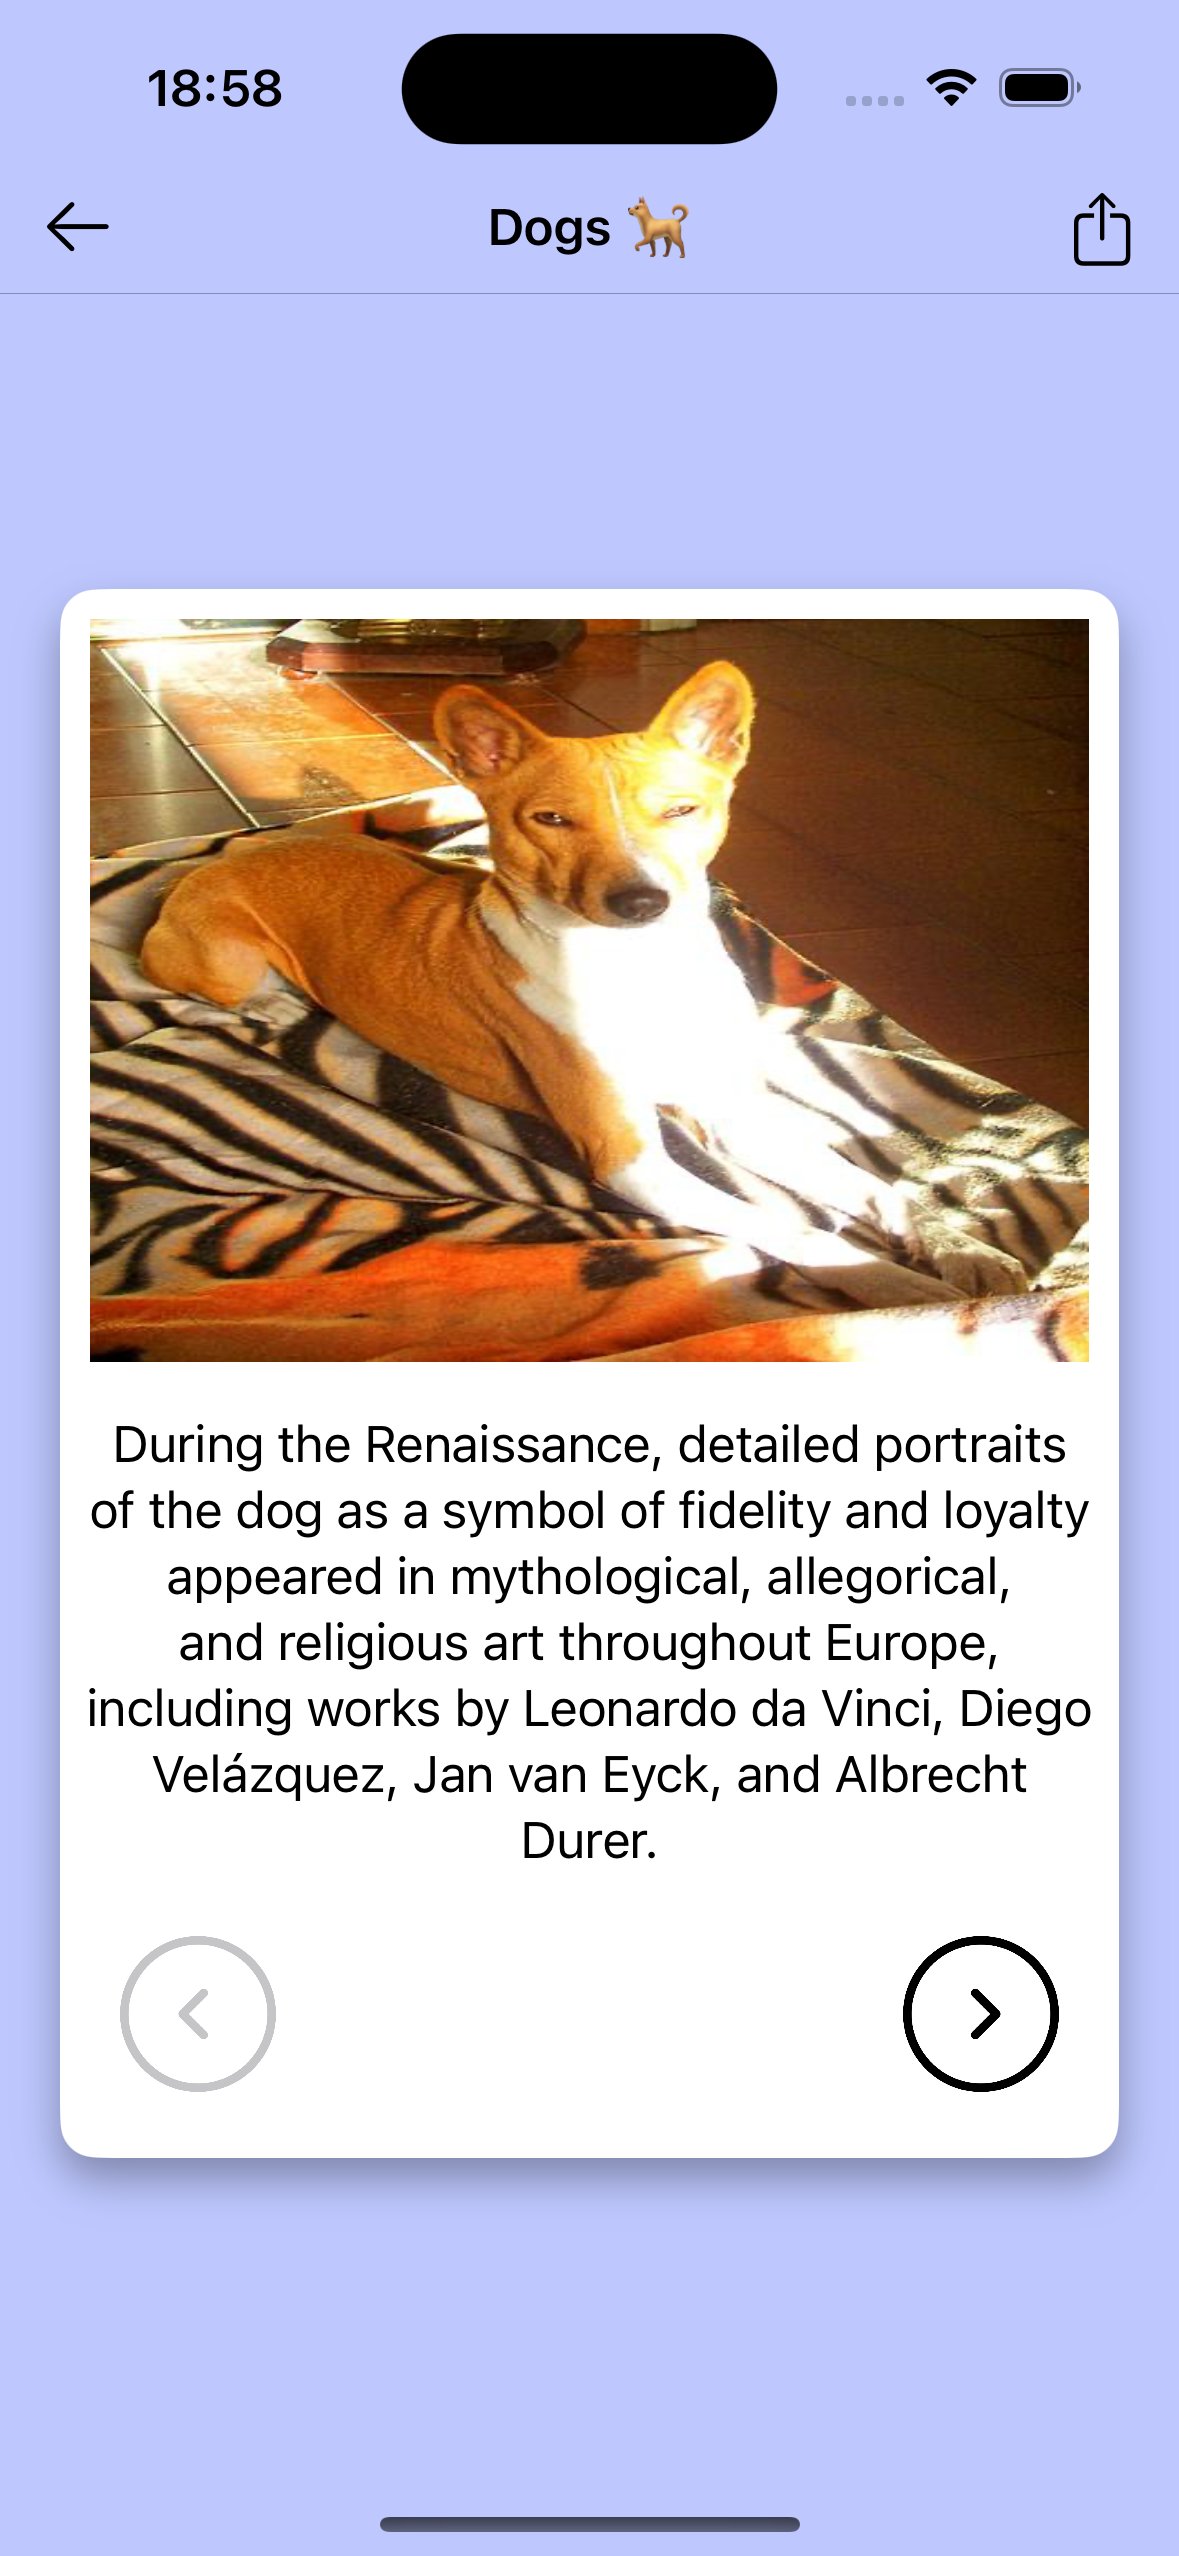 18:58
Dogs 🐕
During the Renaissance, detailed portraits
of the dog as a symbol of fidelity and loyalty
appeared in mythological, allegorical,
and religious art throughout Europe,
including works by Leonardo da Vinci, Diego
Velázquez, Jan van Eyck, and Albrecht
Durer.